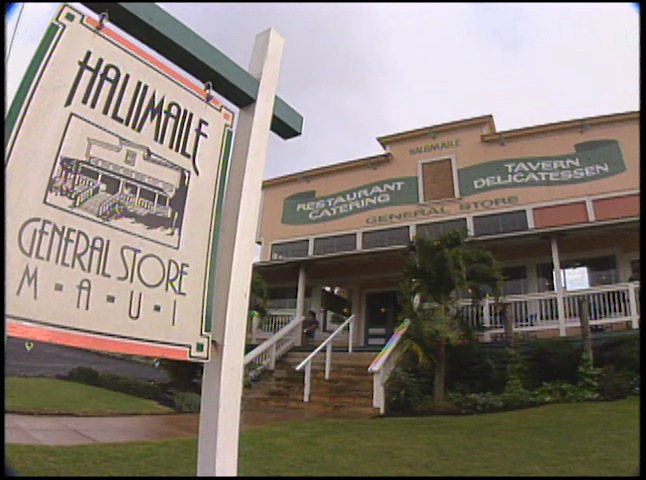 HALIIMAILE
GENERAL STORE
M·A·U·I
HALIIMAILE
RESTAURANT
CATERING
TAVERN
DELICATESSEN
GENERAL STORE